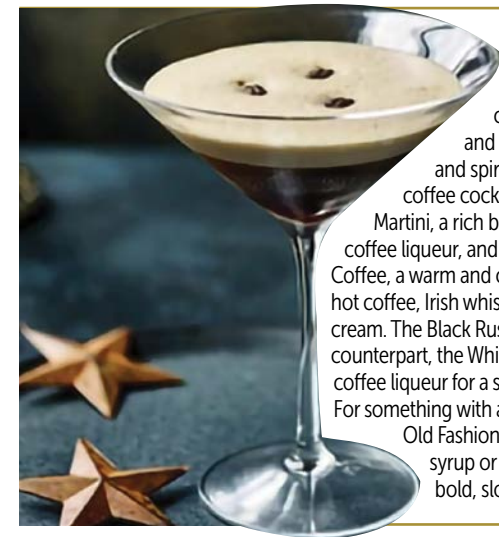 and
and spir
coffee cock
Martini, a rich b
coffee liqueur, and
Coffee, a warm and
hot coffee, Irish whis
cream. The Black Rus
counterpart, the Whi
coffee liqueur for a s
For something with a
Old Fashion
syrup or
bold, slo